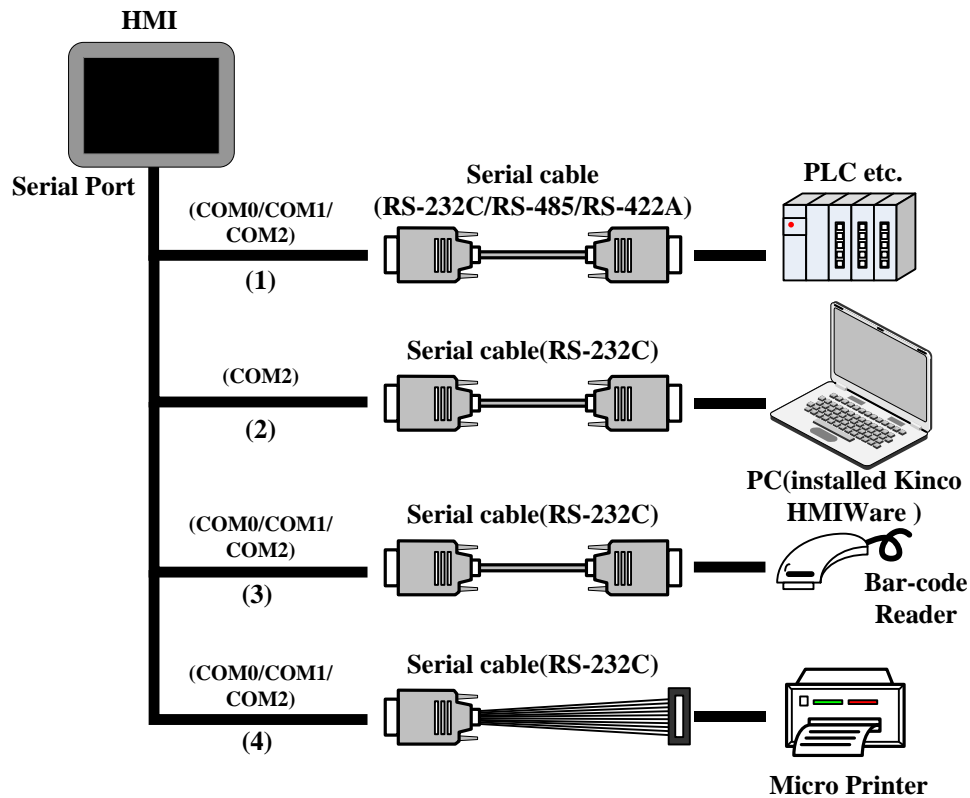 HMI
Serial Port
(COM0/COM1/
COM2)
(1)
Serial cable
(RS-232C/RS-485/RS-422A)
PLC etc.
(COM2)
(2)
Serial cable(RS-232C)
PC(installed Kinco
HMIWare )
(COM0/COM1/
COM2)
(3)
Serial cable(RS-232C)
Bar-code
Reader
(COM0/COM1/
COM2)
(4)
Serial cable(RS-232C)
Micro Printer